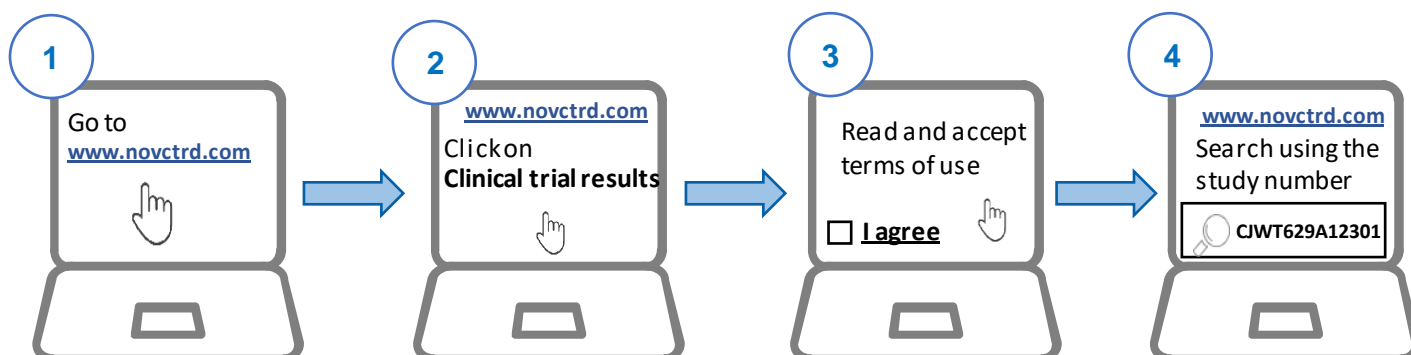 1
Go to
www.novctrd.com
2
www.novctrd.com
Click on
Clinical trial results
3
Read and accept
terms of use
I agree
4
www.novctrd.com
Search using the
study number
CJWT629A12301